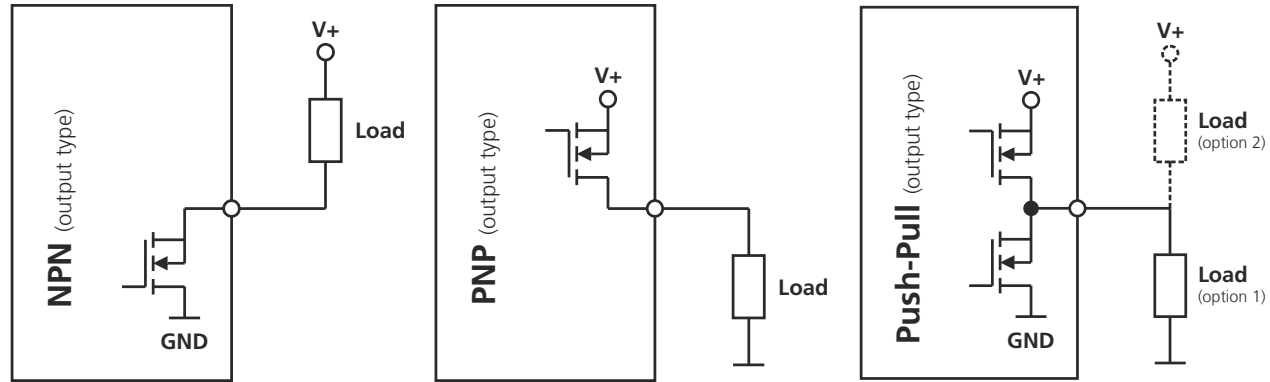 NPN (output type)
V+
Load
GND
PNP (output type)
V+
Load
Push-Pull (output type)
V+
V+
Load
(option 2)
Load
(option 1)